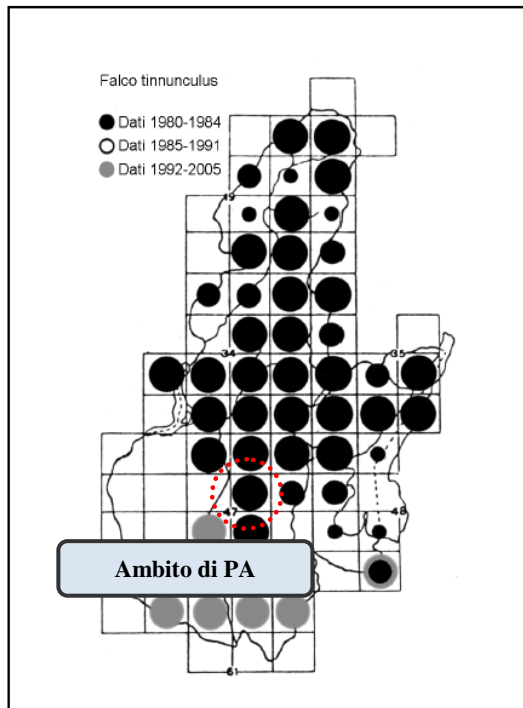 Falco tinnunculus
Dati 1980-1984
Dati 1985-1991
Dati 1992-2005
19
34
35
47
48
Ambito di PA
61